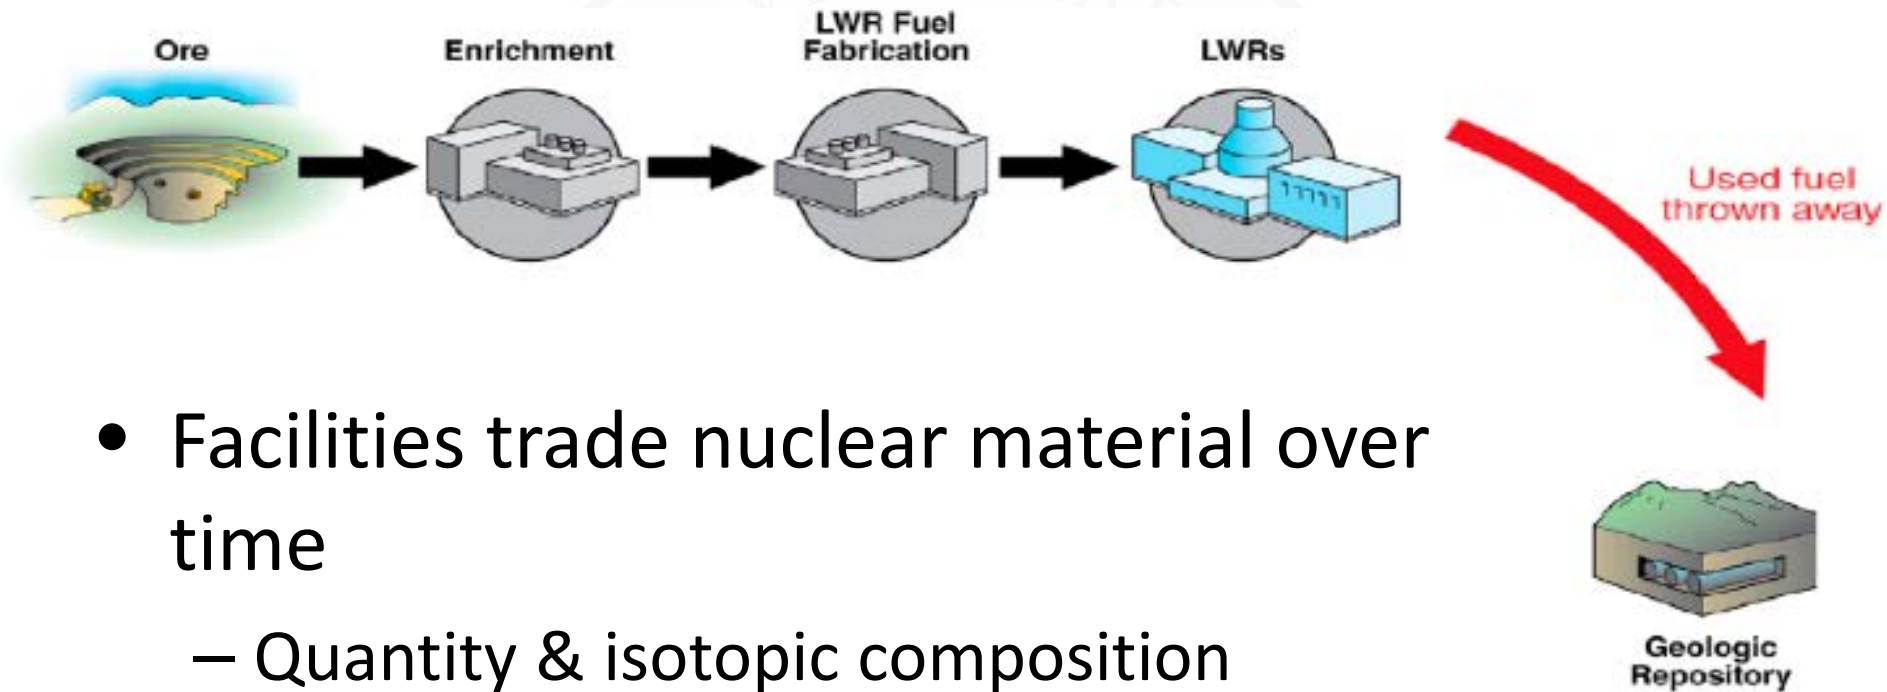 Ore
Enrichment
LWR Fuel
Fabrication
LWRs
Used fuel
thrown away
• Facilities trade nuclear material over
time
– Quantity & isotopic composition
Geologic
Repository